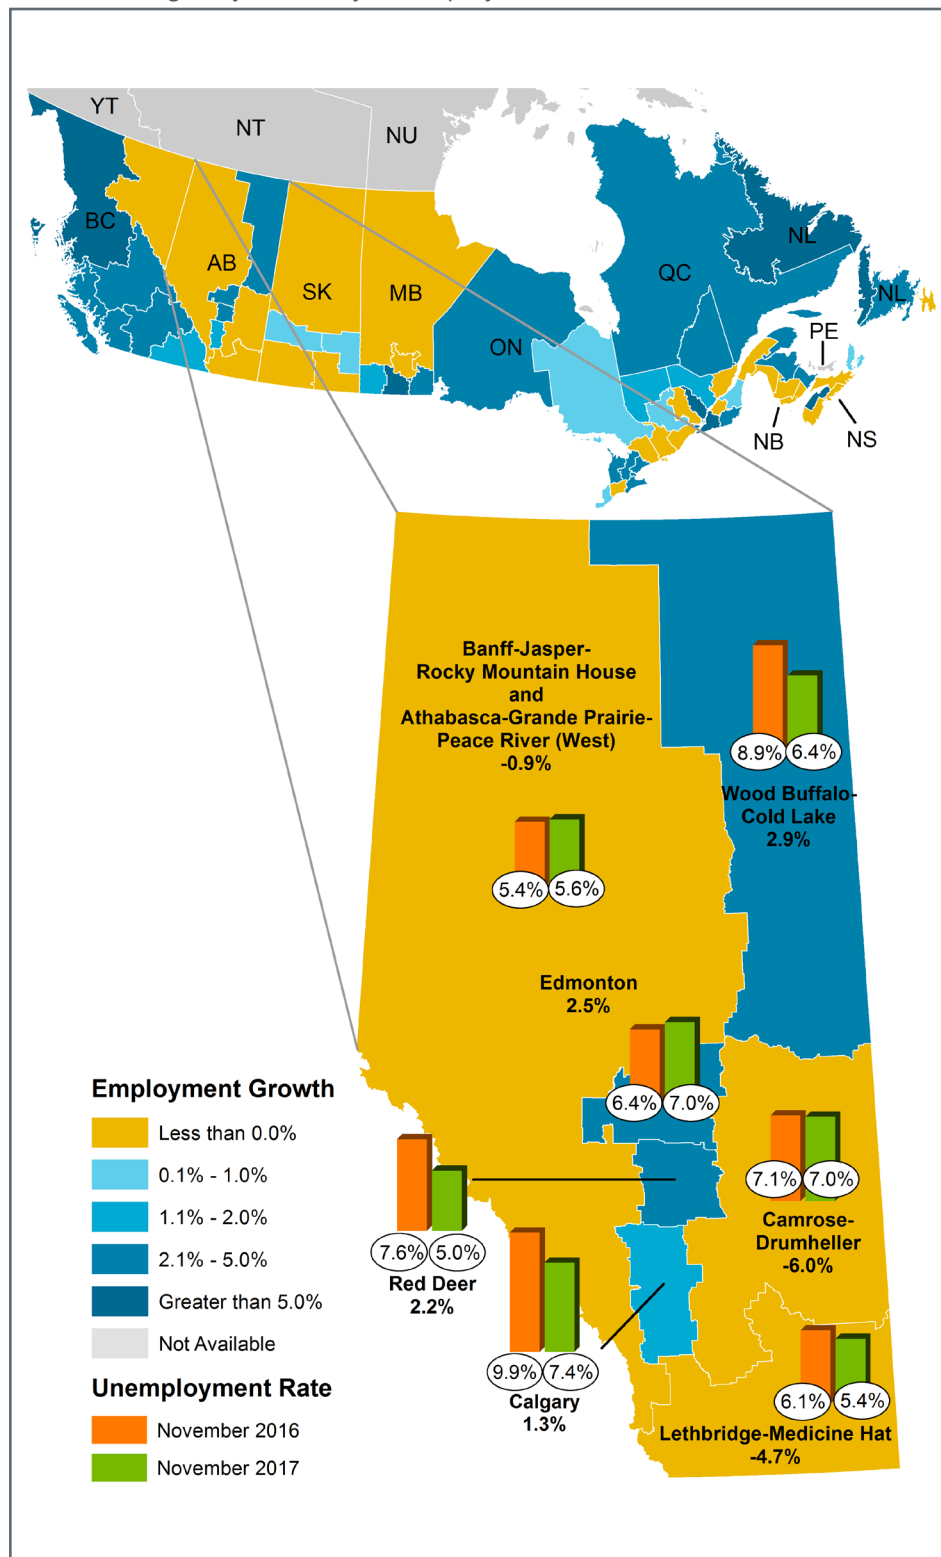 YT
NT
NU
BC
AB
SK
MB
ON
QC
NL
NL
PE
NB
NS
Banff-Jasper-
Rocky Mountain House
and
Athabasca-Grande Prairie-
Peace River (West)
-0.9%
5.4%
5.6%
8.9%
6.4%
Wood Buffalo-
Cold Lake
2.9%
Edmonton
2.5%
6.4%
7.0%
7.1%
7.0%
Camrose-
Drumheller
-6.0%
7.6%
5.0%
Red Deer
2.2%
9.9%
7.4%
Calgary
1.3%
6.1%
5.4%
Lethbridge-Medicine Hat
-4.7%
Employment Growth
Less than 0.0%
0.1% - 1.0%
1.1% - 2.0%
2.1% - 5.0%
Greater than 5.0%
Not Available
Unemployment Rate
November 2016
November 2017